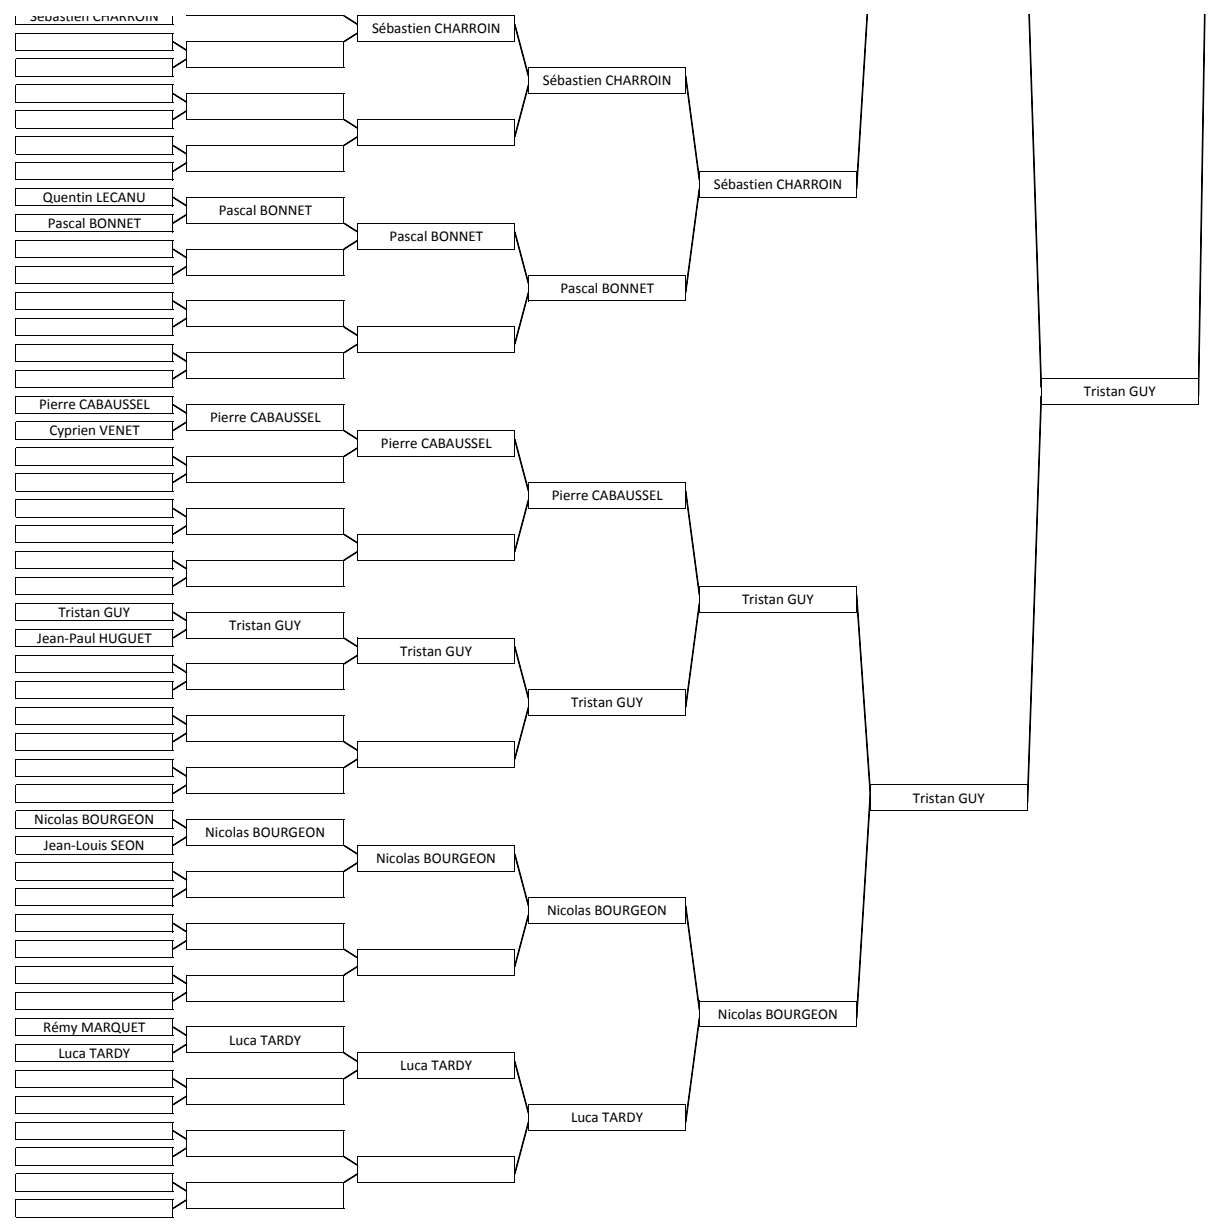 Sébastien CHARROIN
Sébastien CHARROIN
Sébastien CHARROIN
Sébastien CHARROIN
Quentin LECANU
Pascal BONNET
Pascal BONNET
Pascal BONNET
Pascal BONNET
Tristan GUY
Pierre CABAUSSEL
Pierre CABAUSSEL
Cyprien VENET
Pierre CABAUSSEL
Pierre CABAUSSEL
Tristan GUY
Tristan GUY
Tristan GUY
Jean-Paul HUGUET
Tristan GUY
Tristan GUY
Tristan GUY
Nicolas BOURGEON
Nicolas BOURGEON
Jean-Louis SEON
Nicolas BOURGEON
Nicolas BOURGEON
Nicolas BOURGEON
Rémy MARQUET
Luca TARDY
Luca TARDY
Luca TARDY
Luca TARDY